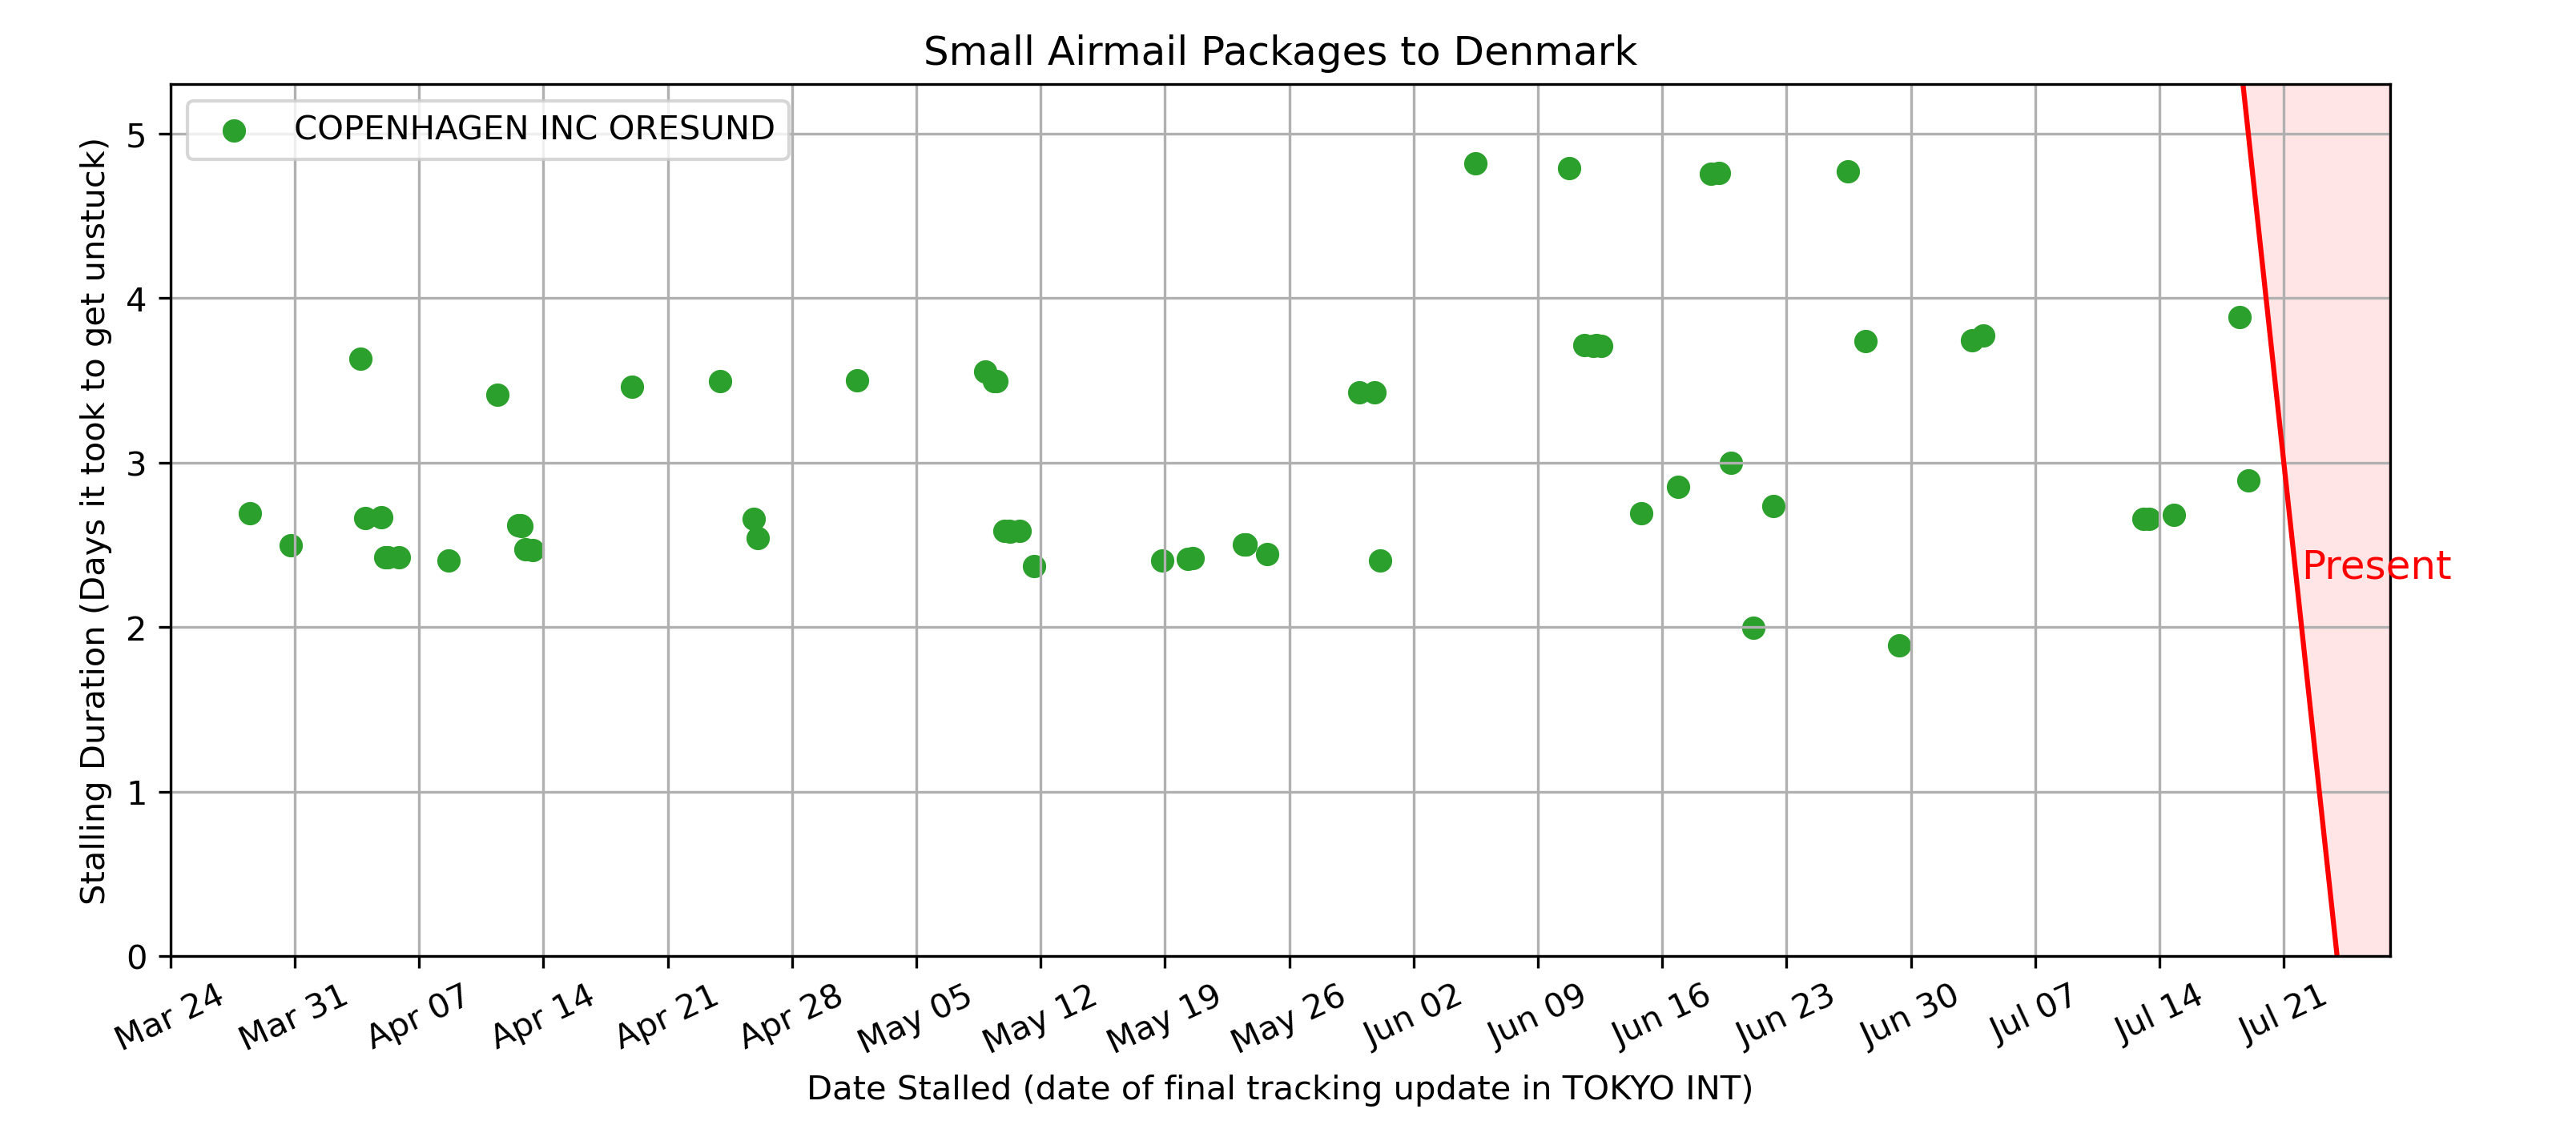 Small Airmail Packages to Denmark
COPENHAGEN INC ORESUND
Stalling Duration (Days it took to get unstuck)
5
4
3
2
1
0
Present
Mar 24
Mar 31
Apr 07
Apr 14
Apr 21
Apr 28
May 05
May 12
May 19
May 26
Jun 02
Jun 09
Jun 16
Jun 23
Jun 30
Jul 07
Jul 14
Jul 21
Date Stalled (date of final tracking update in TOKYO INT)